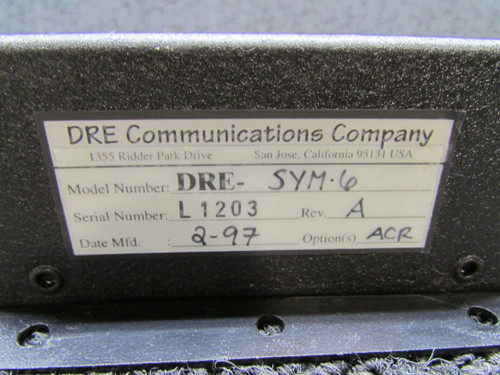 DRE Communications Company
1355 Ridder Park Drive San Jose, California 95131 USA
Model Number: DRE- SYM-6
Serial Number: L1203 Rev. A
Date Mfd. : 2-97 Option(s) ACR